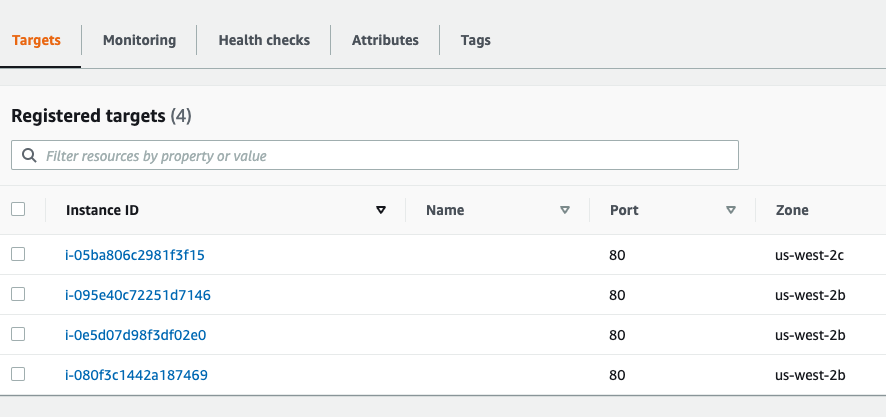 Targets Monitoring Health checks Attributes Tags
Registered targets (4)
Filter resources by property or value
Instance ID Name Port Zone
i-05ba806c2981f3f15 80 us-west-2c
i-095e40c72251d7146 80 us-west-2b
i-0e5d07d98f3df02e0 80 us-west-2b
i-080f3c1442a187469 80 us-west-2b